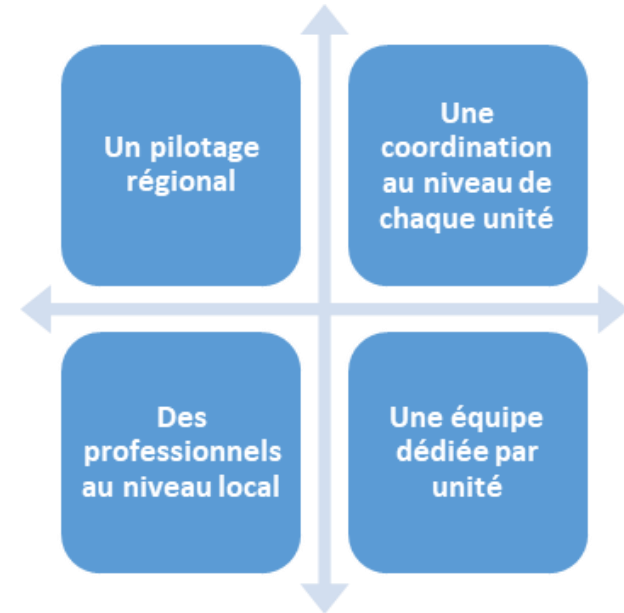 Un pilotage
régional
Une
coordination
au niveau de
chaque unité
Des
professionnels
au niveau local
Une équipe
dédiée par
unité